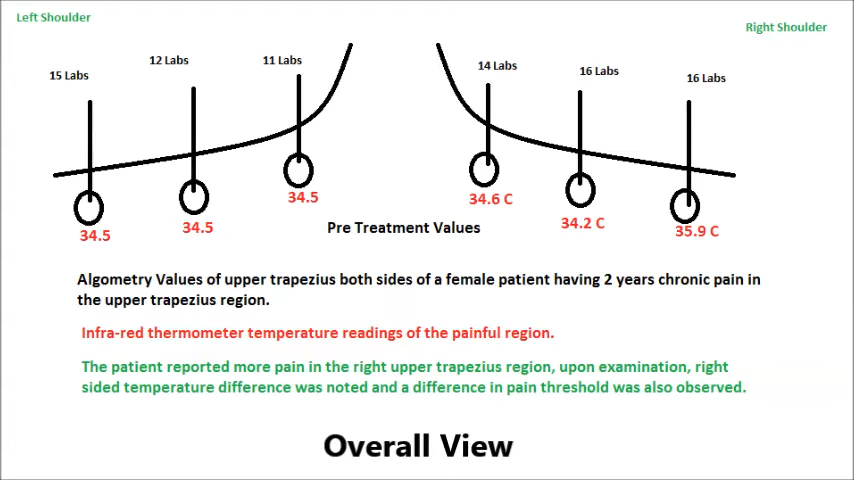 Left Shoulder
Right Shoulder
15 Labs
12 Labs
11 Labs
14 Labs
16 Labs
16 Labs
34.5
34.5
34.5
34.6 C
34.2 C
35.9 C
Pre Treatment Values
Algometry Values of upper trapezius both sides of a female patient having 2 years chronic pain in
the upper trapezius region.
Infra-red thermometer temperature readings of the painful region.
The patient reported more pain in the right upper trapezius region, upon examination, right
sided temperature difference was noted and a difference in pain threshold was also observed.
Overall View